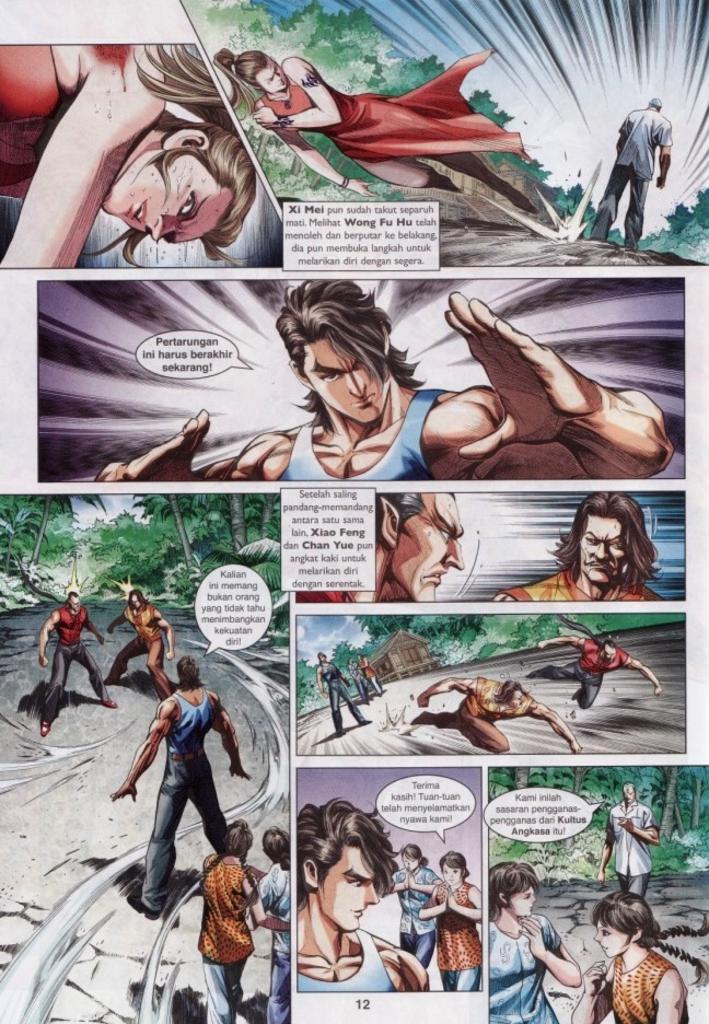 Xi Mei pun sudah takut separuh
mati. Melihat Wong Fu Hu telah
menoleh dan berputar ke belakang,
dia pun membuka langkah untuk
melarikan diri dengan segera.
Pertarungan
ini harus berakhir
sekarang!
Setelah saling
pandang-memandang
antara satu sama
lain, Xiao Feng
dan Chan Yue pun
angkat kaki untuk
melarikan diri
dengan serentak.
Kalian
ini memang
bukan orang
yang tidak tahu
menimbangkan
kekuatan
diri!
Terima
kasih! Tuan-tuan
telah menyelamatkan
nyawa kami!
Kami inilah
sasaran pengganas-
pengganas dari Kultus
Angkasa itu!
12